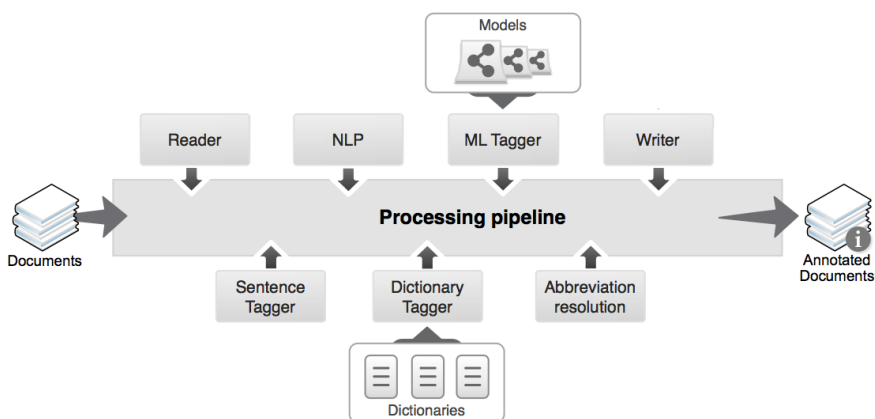 Models
Reader
NLP
ML Tagger
Writer
Processing pipeline
Documents
Annotated
Documents
Sentence
Tagger
Dictionary
Tagger
Abbreviation
resolution
Dictionaries